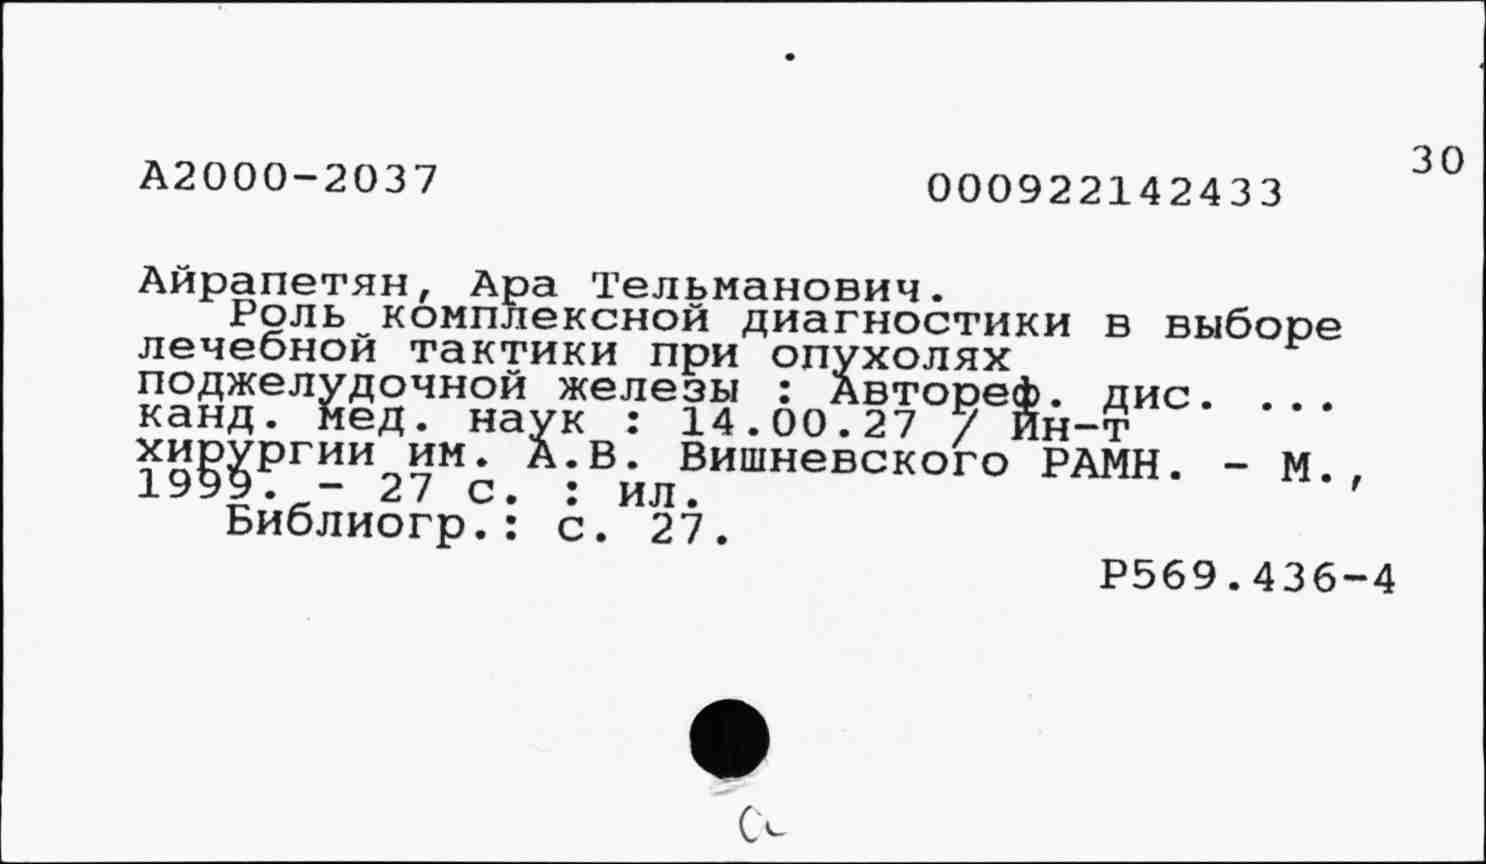 30
А2000-2037 000922142433
Айрапетян, Ара Тельманович.
Роль комплексной диагностики в выборе
лечебной тактики при опухолях
поджелудочной железы : Автореф. дис. ...
канд. мед. наук : 14.00.27 / Ин-т
хирургии им. А.В. Вишневского РАМН. - М.,
1999. - 27 с. : ил.
Библиогр.: с. 27.
Р569.436-4
а